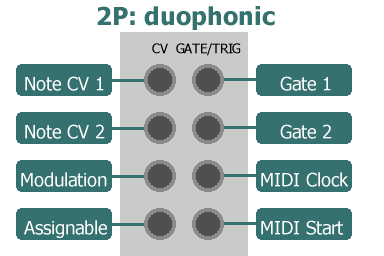 2P: duophonic
CV GATE/TRIG
Note CV 1
Gate 1
Note CV 2
Gate 2
Modulation
MIDI Clock
Assignable
MIDI Start